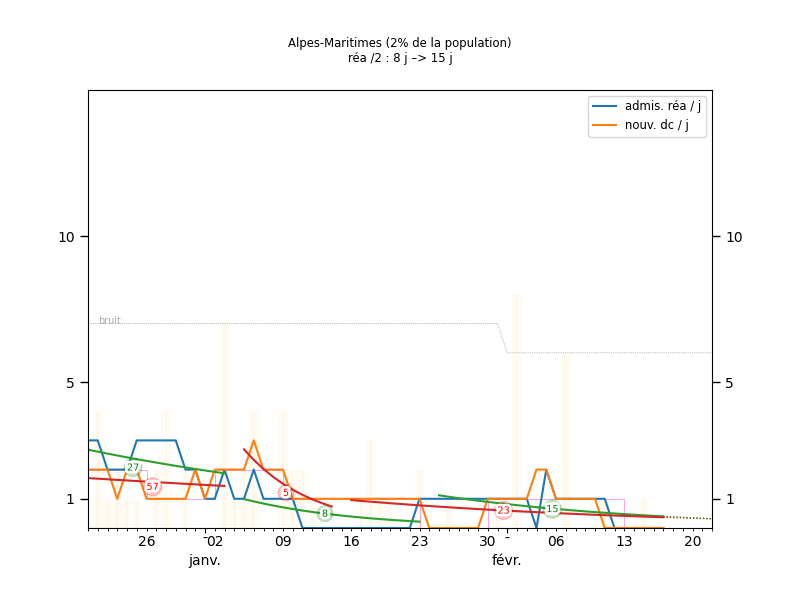 Alpes-Maritimes (2% de la population)
réa /2 : 8 j –> 15 j
admis. réa / j
nouv. dc / j
10 10
bruit
5 5
27
57
5
8
23
15
1 1
26 02 09 16 23 30 06 13 20
janv. févr.